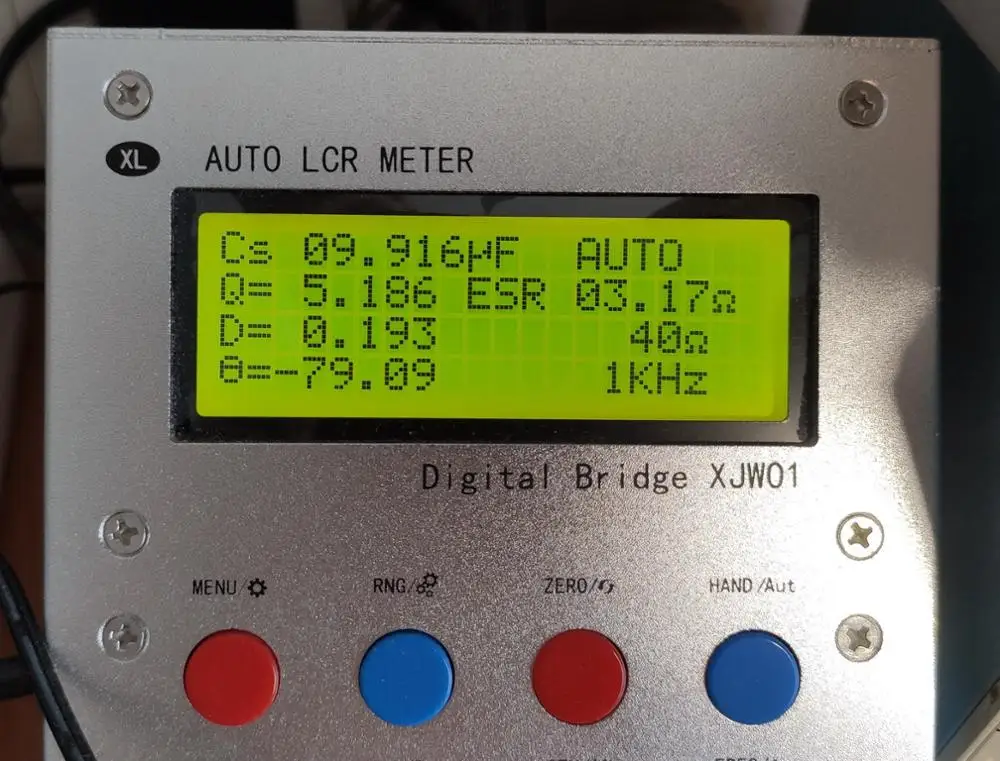 XL AUTO LCR METER
Cs 09.916µF AUTO
Q= 5.186 ESR 03.17Ω
D= 0.193 40Ω
θ=-79.09 1KHz
Digital Bridge XJW01
MENU/ RNG/ ZERO/ HAND/Aut